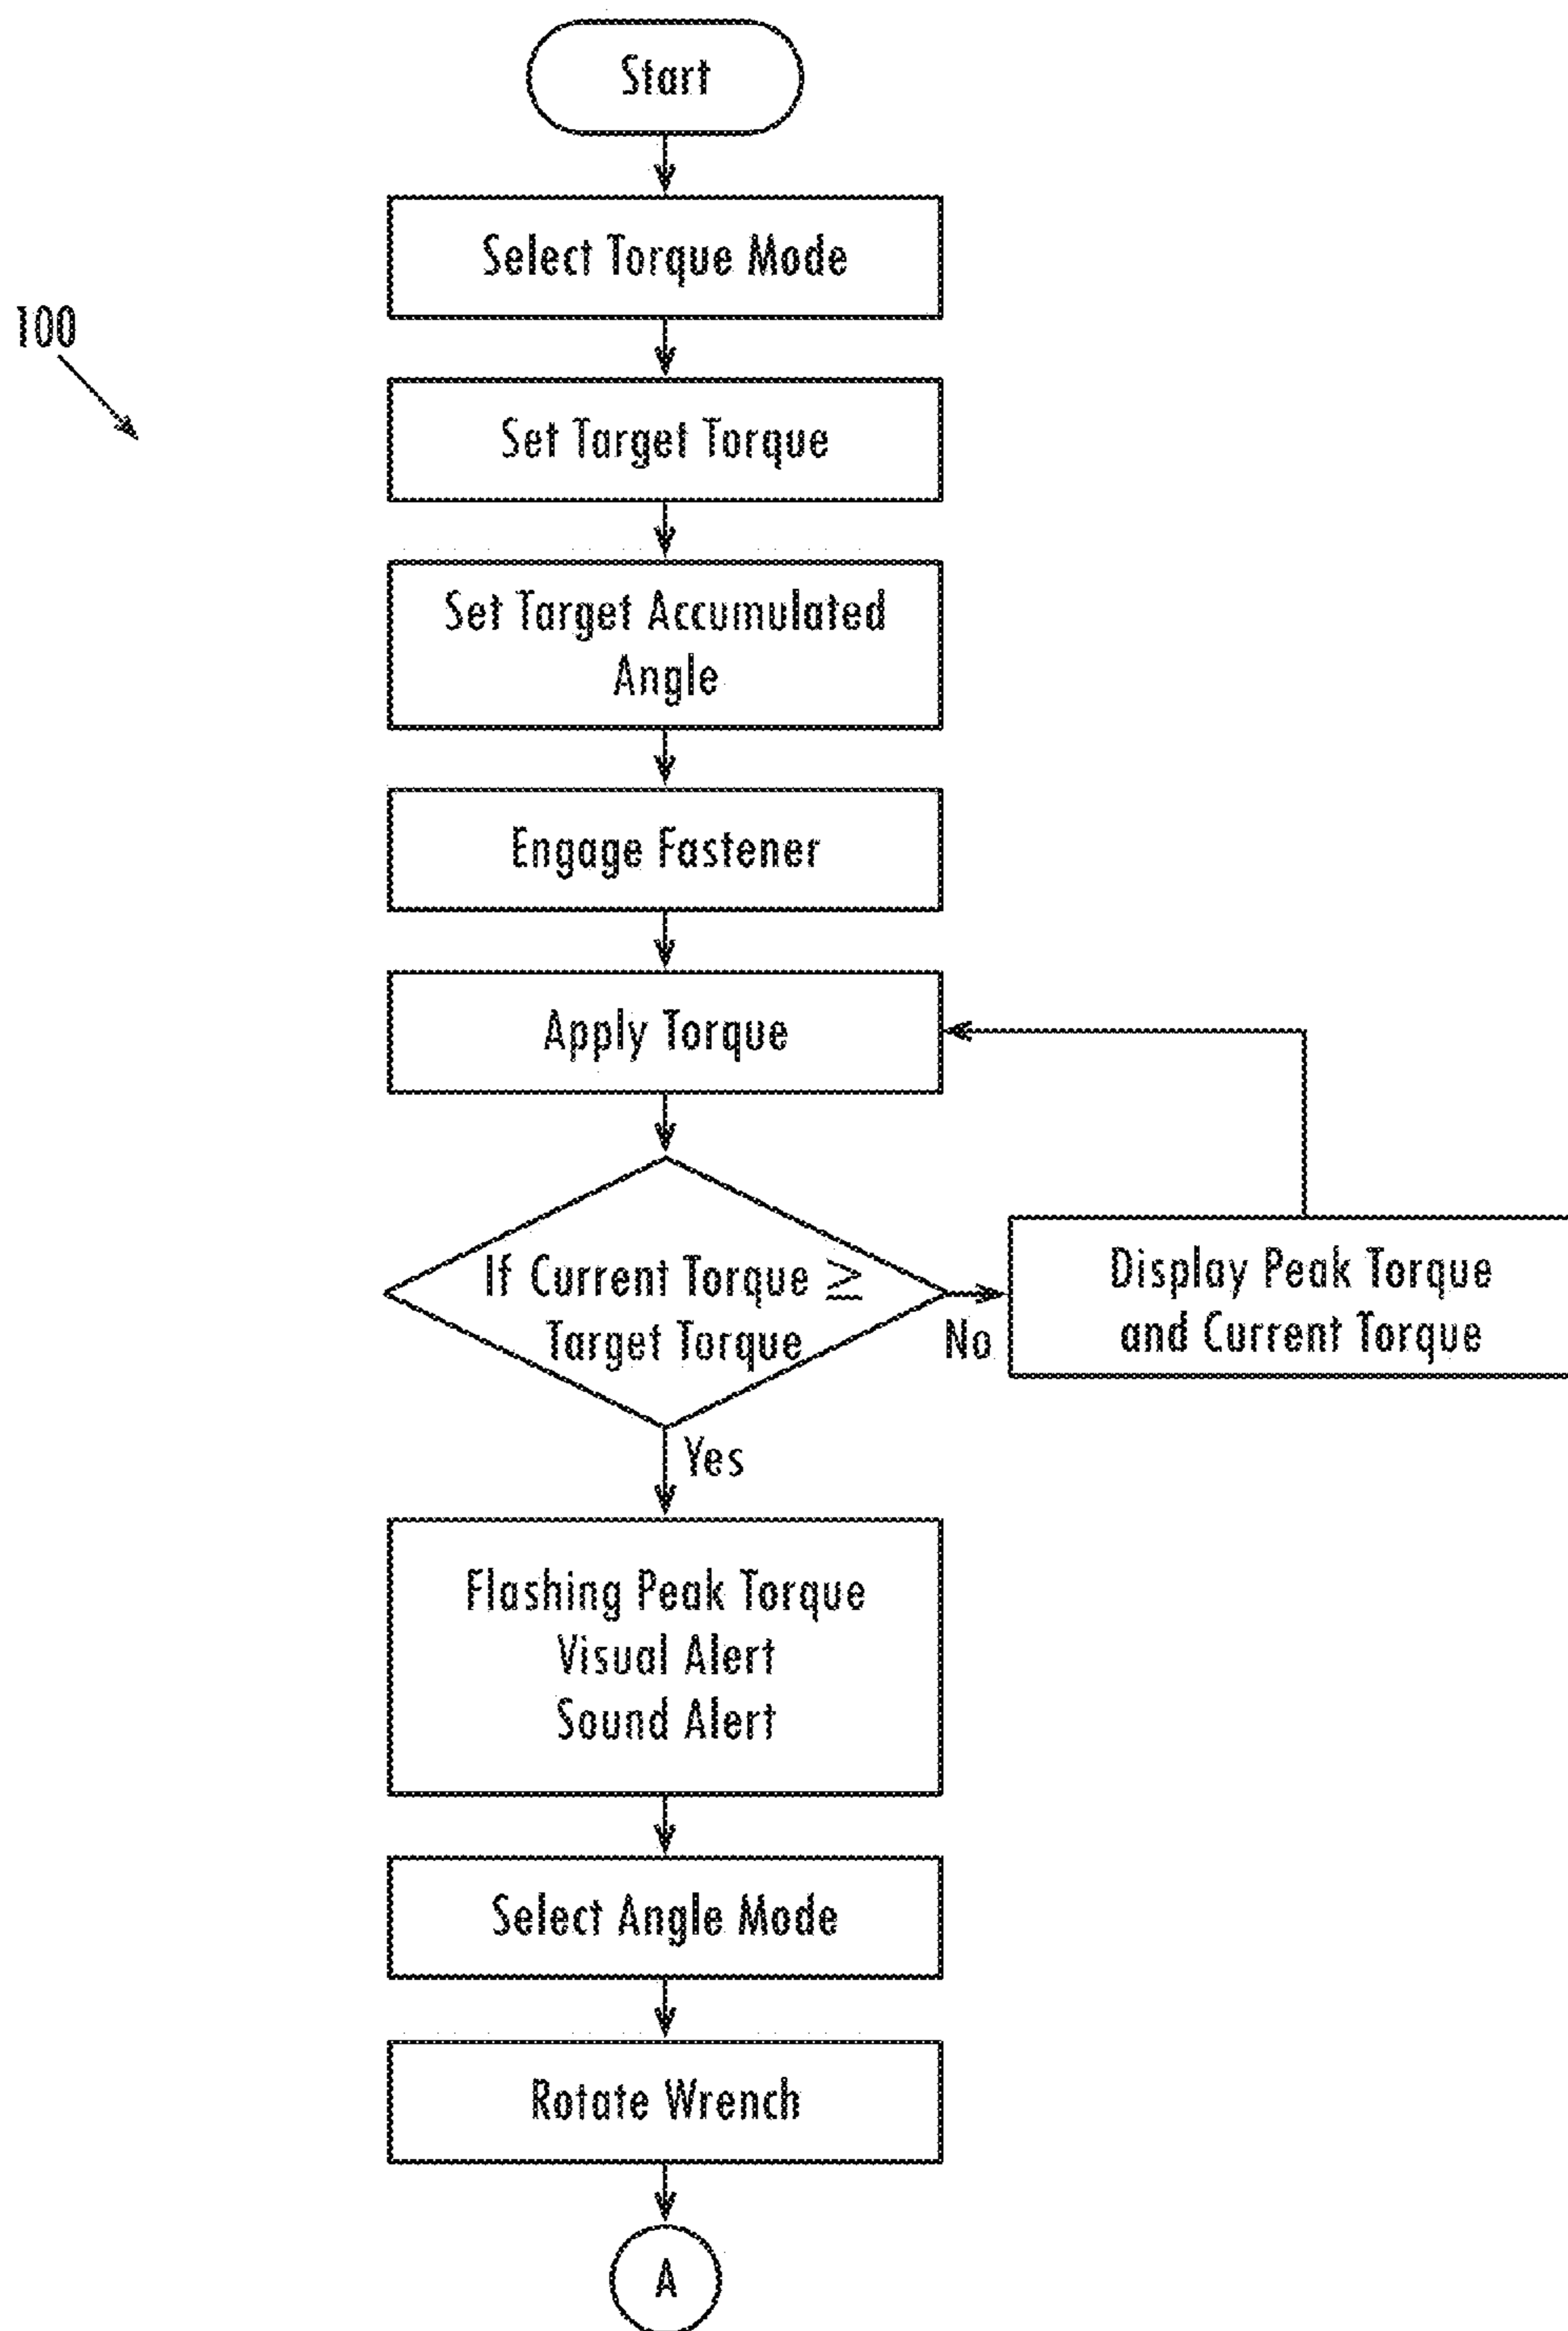 Start
Select Torque Mode
100
Set Target Torque
Set Target Accumulated
Angle
Engage Fastener
Apply Torque
If Current Torque ≥
Target Torque
No
Display Peak Torque
and Current Torque
Yes
Flashing Peak Torque
Visual Alert
Sound Alert
Select Angle Mode
Rotate Wrench
A